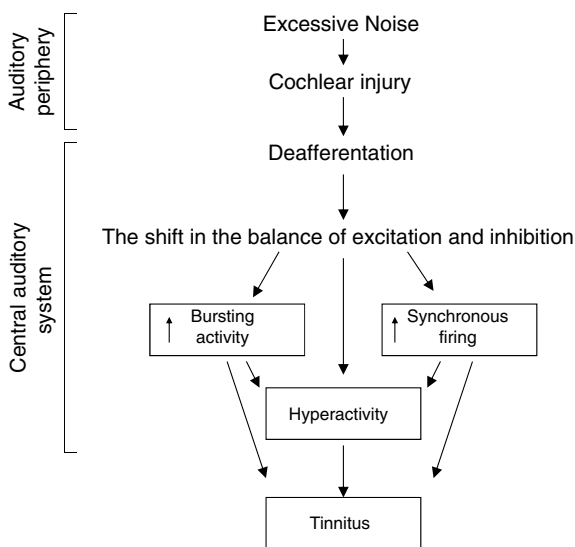 Auditory
periphery
Excessive Noise
Cochlear injury
Central auditory
system
Deafferentation
The shift in the balance of excitation and inhibition
Bursting
activity
Synchronous
firing
Hyperactivity
Tinnitus